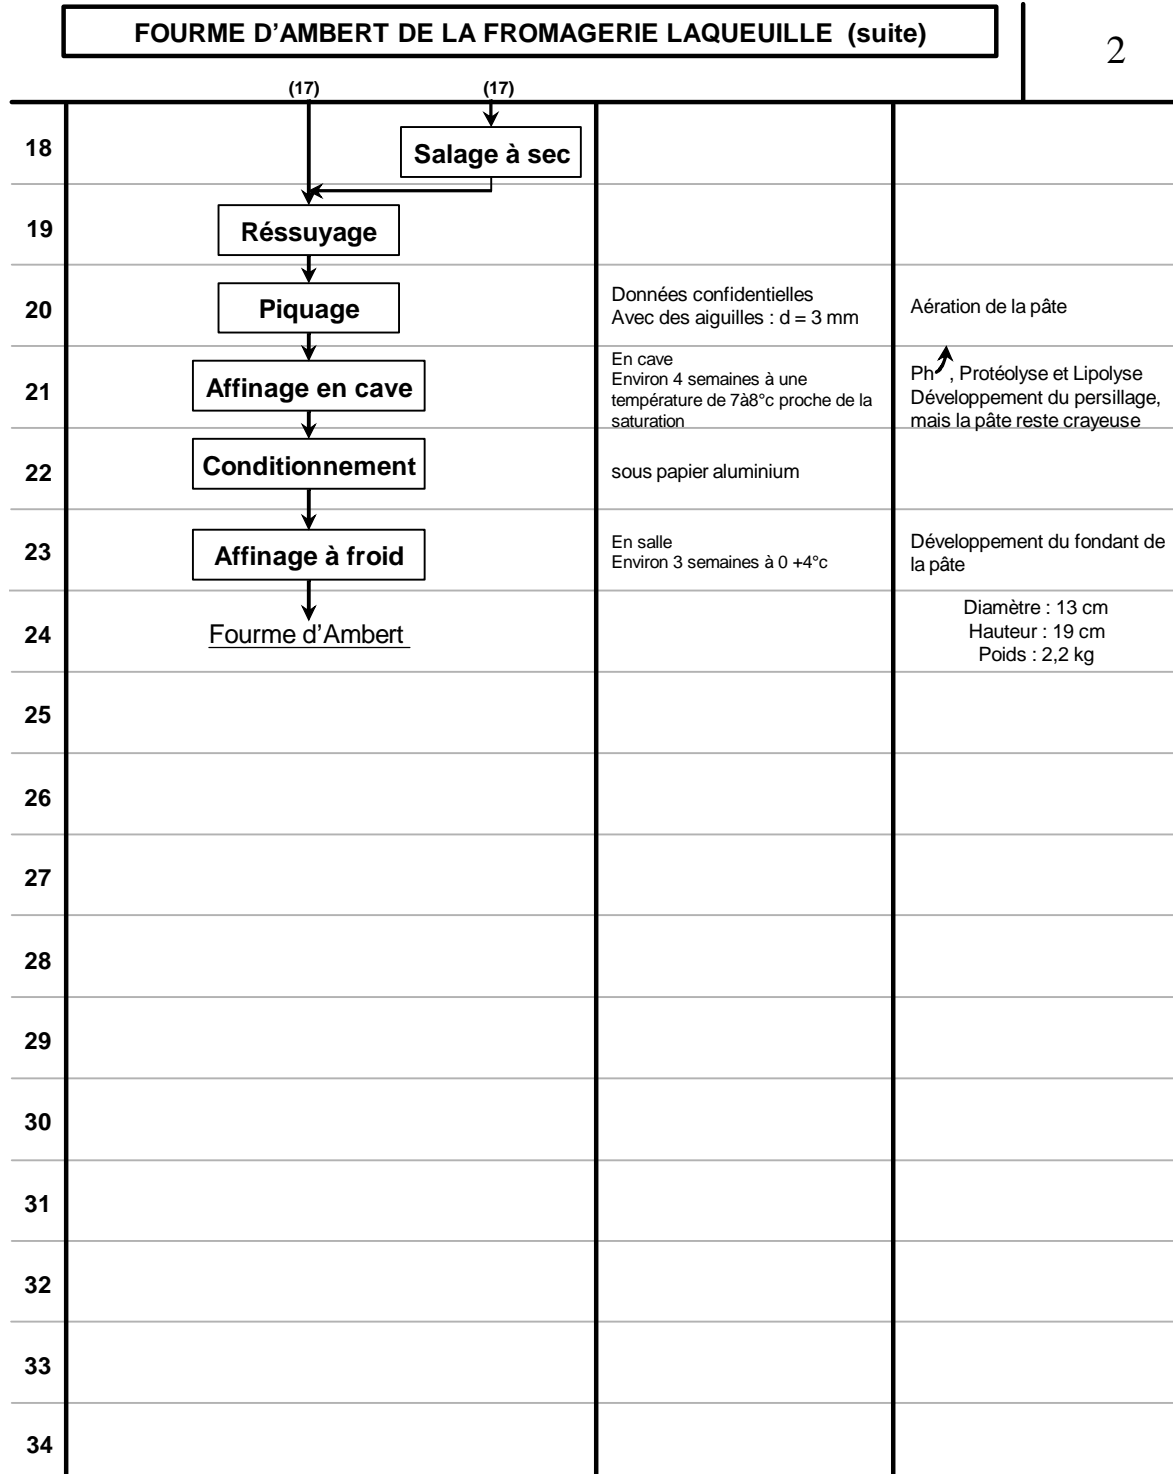 FOURME D'AMBERT DE LA FROMAGERIE LAQUEUILLE (suite)
2
(17) (17)
18 Salage à sec
19 Réssuyage
20 Piquage
Données confidentielles
Avec des aiguilles : d = 3 mm
Aération de la pâte
21 Affinage en cave
En cave
Environ 4 semaines à une
température de 7à8°c proche de la
saturation
Ph , Protéolyse et Lipolyse
Développement du persillage,
mais la pâte reste crayeuse
22 Conditionnement
sous papier aluminium
23 Affinage à froid
En salle
Environ 3 semaines à 0 +4°c
Développement du fondant de
la pâte
24 Fourme d'Ambert
Diamètre : 13 cm
Hauteur : 19 cm
Poids : 2,2 kg
25
26
27
28
29
30
31
32
33
34